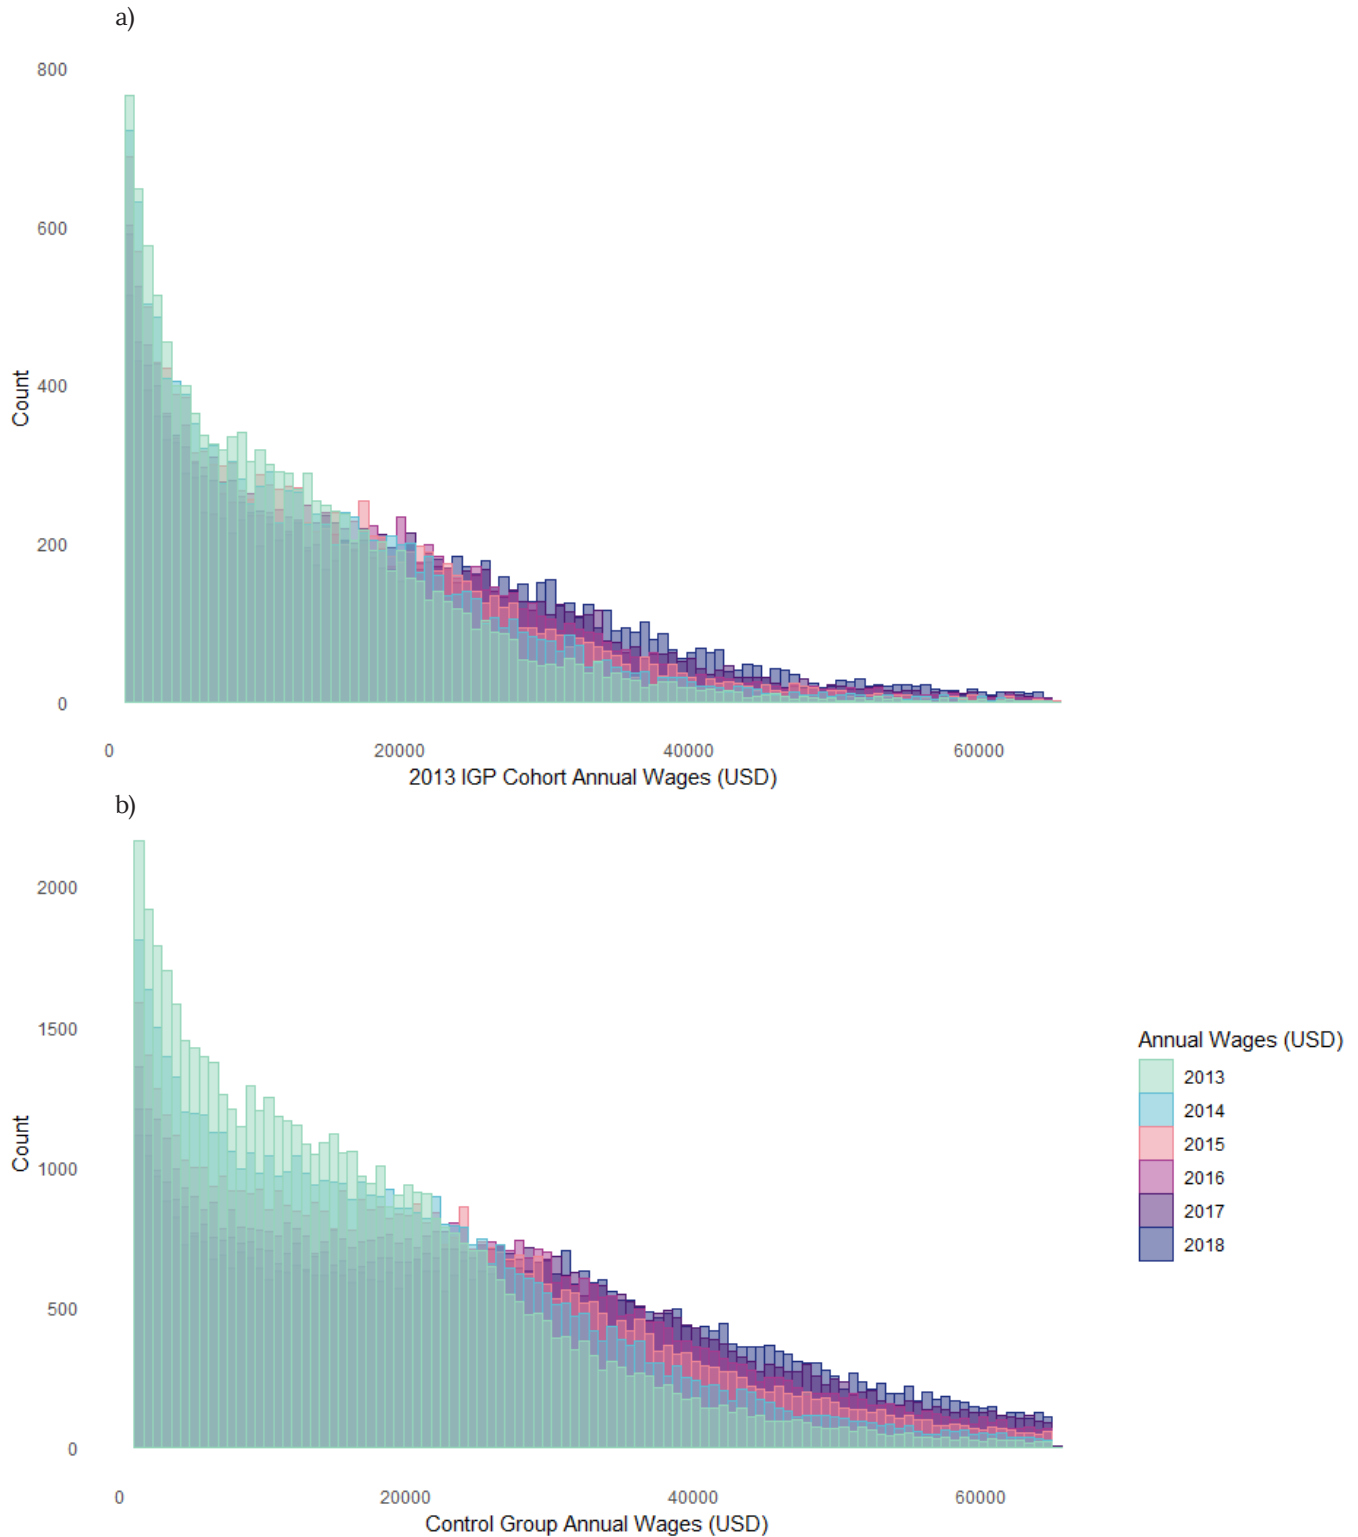 a)
800
600
400
200
0
Count
0 20000 40000 60000
2013 IGP Cohort Annual Wages (USD)
b)
2000
1500
1000
500
0
Count
0 20000 40000 60000
Control Group Annual Wages (USD)
Annual Wages (USD)
2013
2014
2015
2016
2017
2018